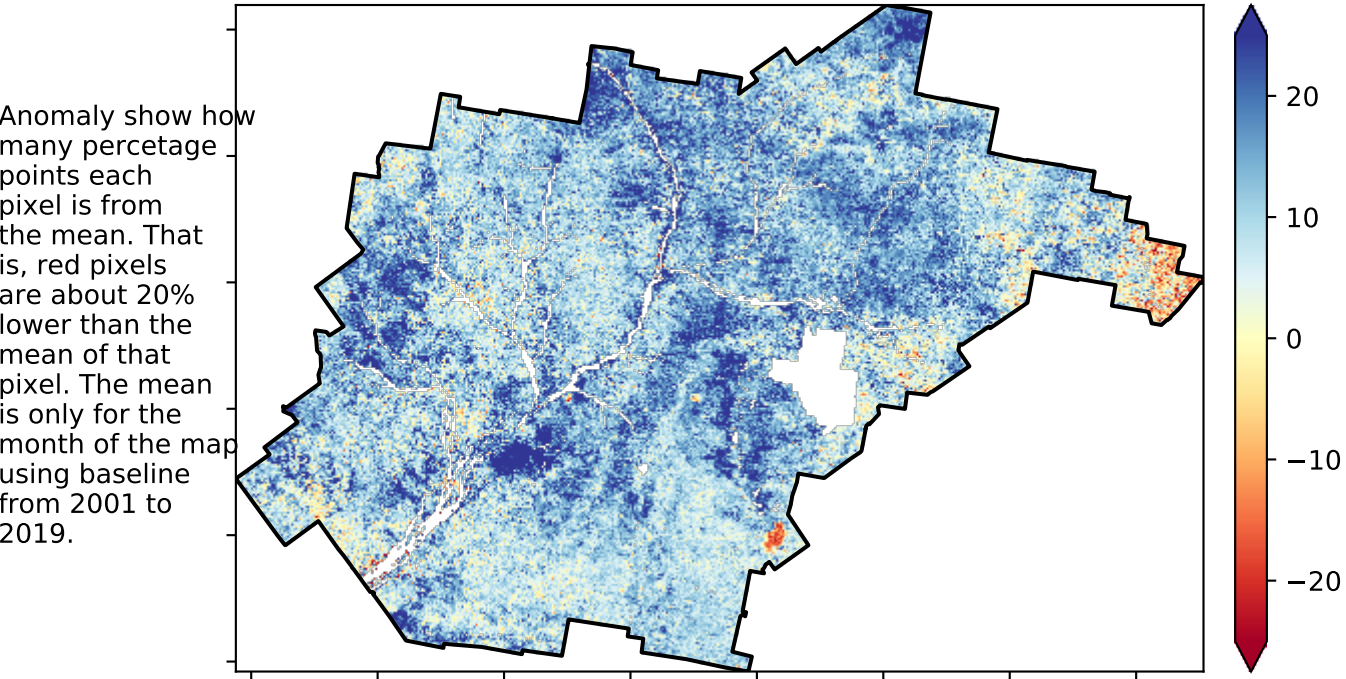 Anomaly show how
many percetage
points each
pixel is from
the mean. That
is, red pixels
are about 20%
lower than the
mean of that
pixel. The mean
is only for the
month of the map
using baseline
from 2001 to
2019.
20
10
0
−10
−20